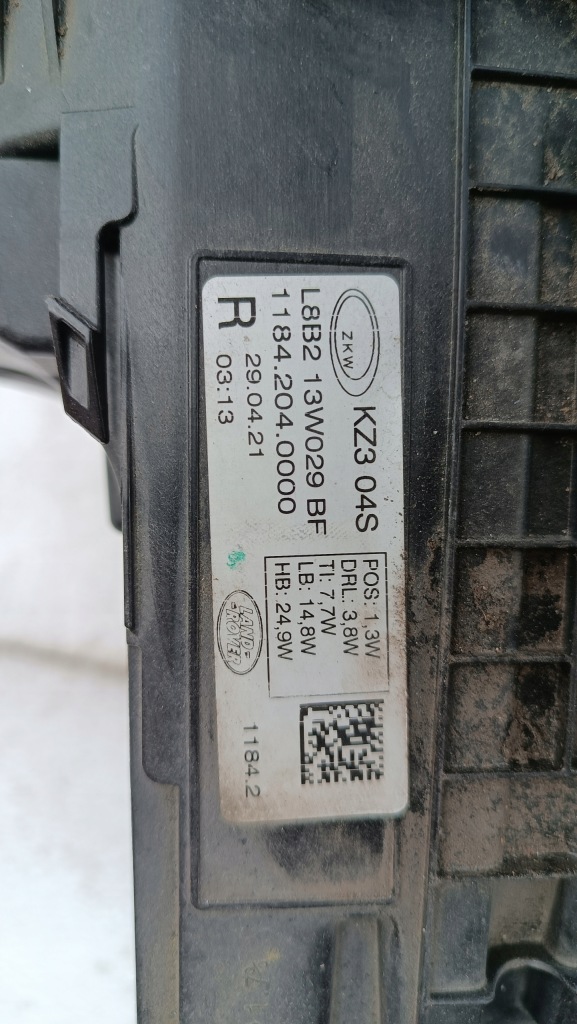 ZKW
KZ3 04S
L8B2 13W029 BF
1184.204.0000
R
29.04.21
03:13
POS: 1,3W
DRL: 3,8W
TI: 7,7W
LB: 14,8W
HB: 24,9W
LAND-
ROVER
1184.2